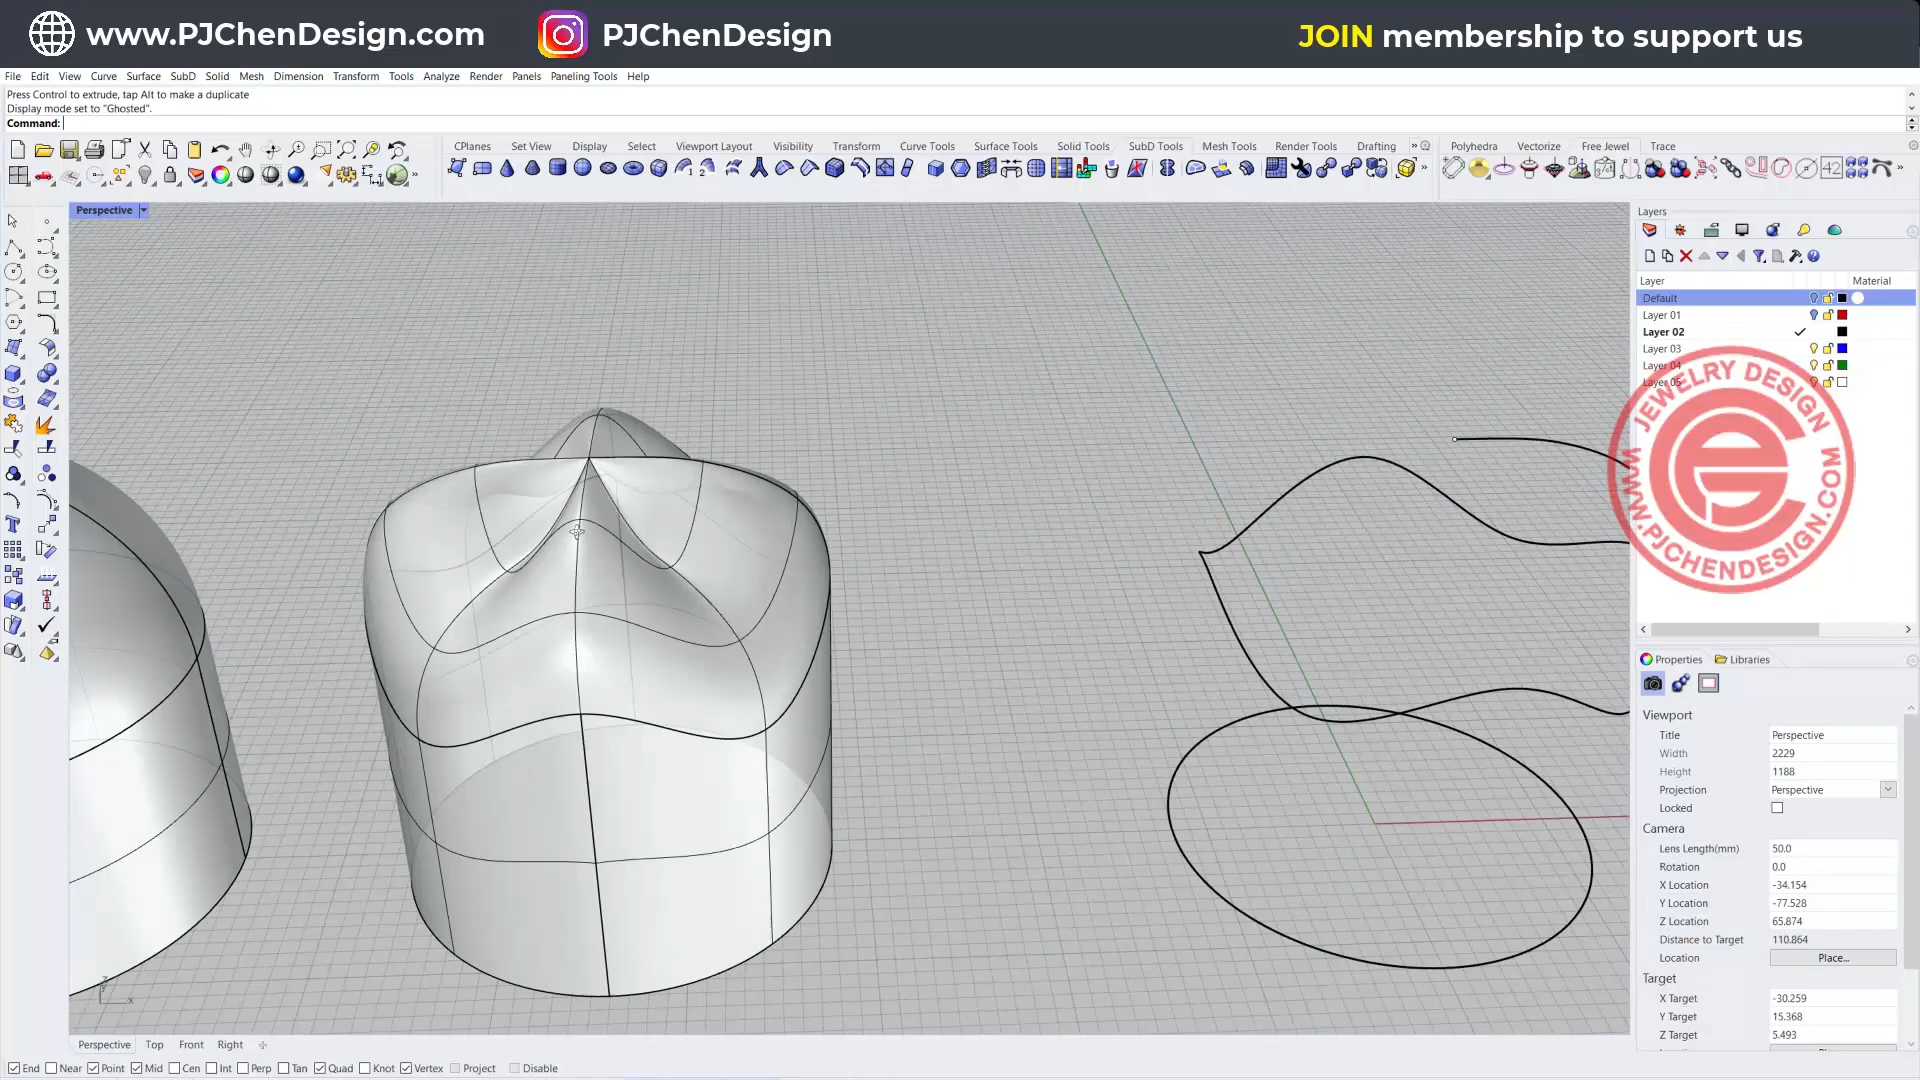 www.PJChenDesign.com PJChenDesign JOIN membership to support us
File Edit View Curve Surface SubD Solid Mesh Dimension Transform Tools Analyze Render Panels Paneling Tools Help
Press Control to extrude, tap Alt to make a duplicate
Display mode set to "Ghosted".
Command:
CPlanes Set View Display Select Viewport Layout Visibility Transform Curve Tools Surface Tools Solid Tools SubD Tools Mesh Tools Render Tools Drafting Polyhedra Vectorize Free Jewel Trace
42
Perspective
Layers
Layer Material
Default
Layer 01
Layer 02
Layer 03
Layer 04
Layer 05
JEWELRY DESIGN
WWW.PJCHENDESIGN.COM
Properties Libraries
Viewport
Title Perspective
Width 2229
Height 1188
Projection Perspective
Locked
Camera
Lens Length(mm) 50.0
Rotation 0.0
X Location -34.154
Y Location -77.528
Z Location 65.874
Distance to Target 110.864
Location Place...
Target
X Target -30.259
Y Target 15.368
Z Target 5.493
z
y
x
Perspective Top Front Right
End Near Point Mid Cen Int Perp Tan Quad Knot Vertex Project Disable